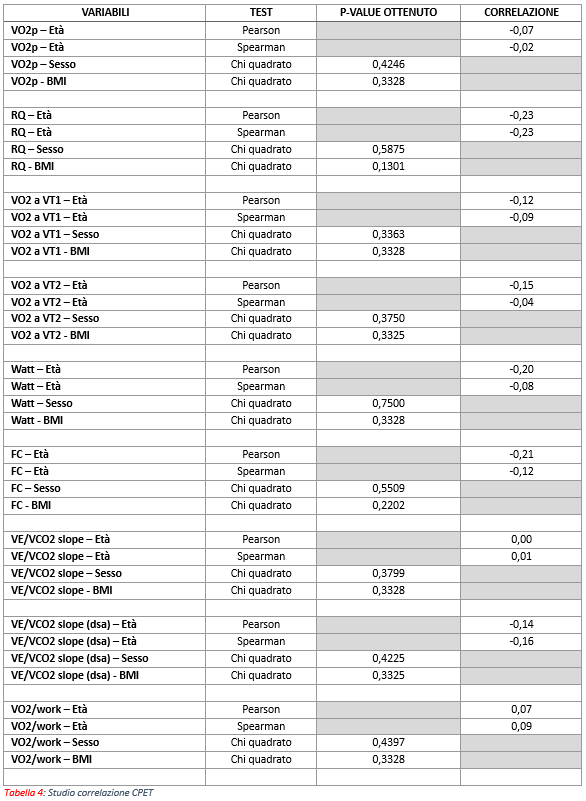 VARIABILI TEST P-VALUE OTTENUTO CORRELAZIONE
VO2p – Età Pearson -0,07
VO2p – Età Spearman -0,02
VO2p – Sesso Chi quadrato 0,4246
VO2p - BMI Chi quadrato 0,3328
RQ – Età Pearson -0,23
RQ – Età Spearman -0,23
RQ – Sesso Chi quadrato 0,5875
RQ - BMI Chi quadrato 0,1301
VO2 a VT1 – Età Pearson -0,12
VO2 a VT1 – Età Spearman -0,09
VO2 a VT1 – Sesso Chi quadrato 0,3363
VO2 a VT1 - BMI Chi quadrato 0,3328
VO2 a VT2 – Età Pearson -0,15
VO2 a VT2 – Età Spearman -0,04
VO2 a VT2 – Sesso Chi quadrato 0,3750
VO2 a VT2 - BMI Chi quadrato 0,3325
Watt – Età Pearson -0,20
Watt – Età Spearman -0,08
Watt – Sesso Chi quadrato 0,7500
Watt - BMI Chi quadrato 0,3328
FC – Età Pearson -0,21
FC – Età Spearman -0,12
FC – Sesso Chi quadrato 0,5509
FC - BMI Chi quadrato 0,2202
VE/VCO2 slope – Età Pearson 0,00
VE/VCO2 slope – Età Spearman 0,01
VE/VCO2 slope – Sesso Chi quadrato 0,3799
VE/VCO2 slope - BMI Chi quadrato 0,3328
VE/VCO2 slope (dsa) – Età Pearson -0,14
VE/VCO2 slope (dsa) – Età Spearman -0,16
VE/VCO2 slope (dsa) – Sesso Chi quadrato 0,4225
VE/VCO2 slope (dsa) - BMI Chi quadrato 0,3325
VO2/work – Età Pearson 0,07
VO2/work – Età Spearman 0,09
VO2/work – Sesso Chi quadrato 0,4397
VO2/work – BMI Chi quadrato 0,3328
Tabella 4: Studio correlazione CPET